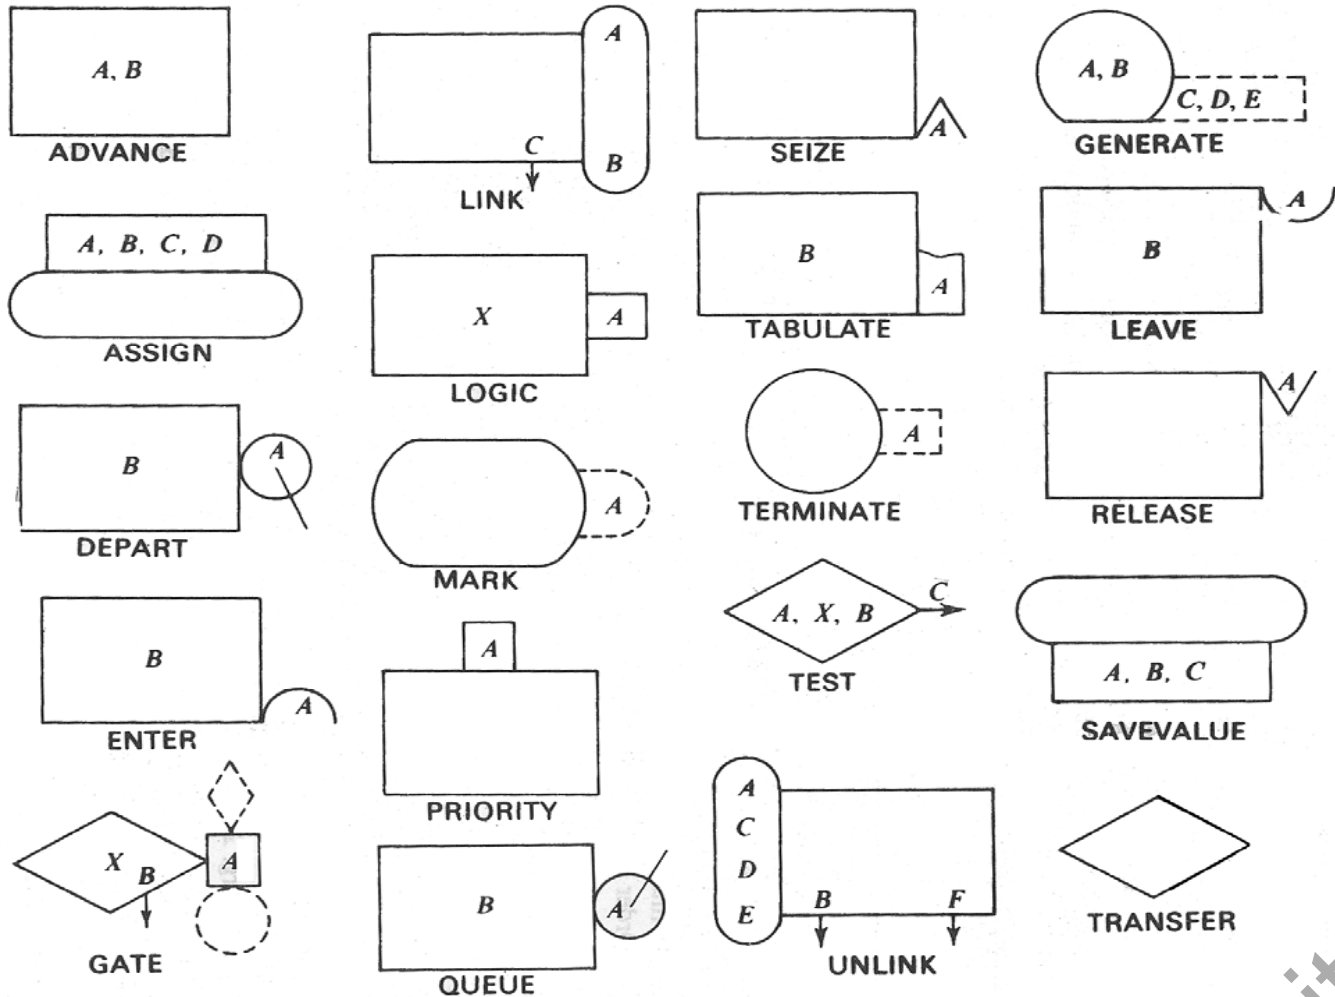 A, B
ADVANCE
A, B, C, D
ASSIGN
B
A
DEPART
B
A
ENTER
X
B
A
GATE
A
C
B
LINK
X
A
LOGIC
A
MARK
A
PRIORITY
B
A
QUEUE
A
SEIZE
B
A
TABULATE
A
TERMINATE
A, X, B
C
TEST
A
C
D
E
B
F
UNLINK
A, B
C, D, E
GENERATE
A
B
LEAVE
A
RELEASE
A, B, C
SAVEVALUE
TRANSFER